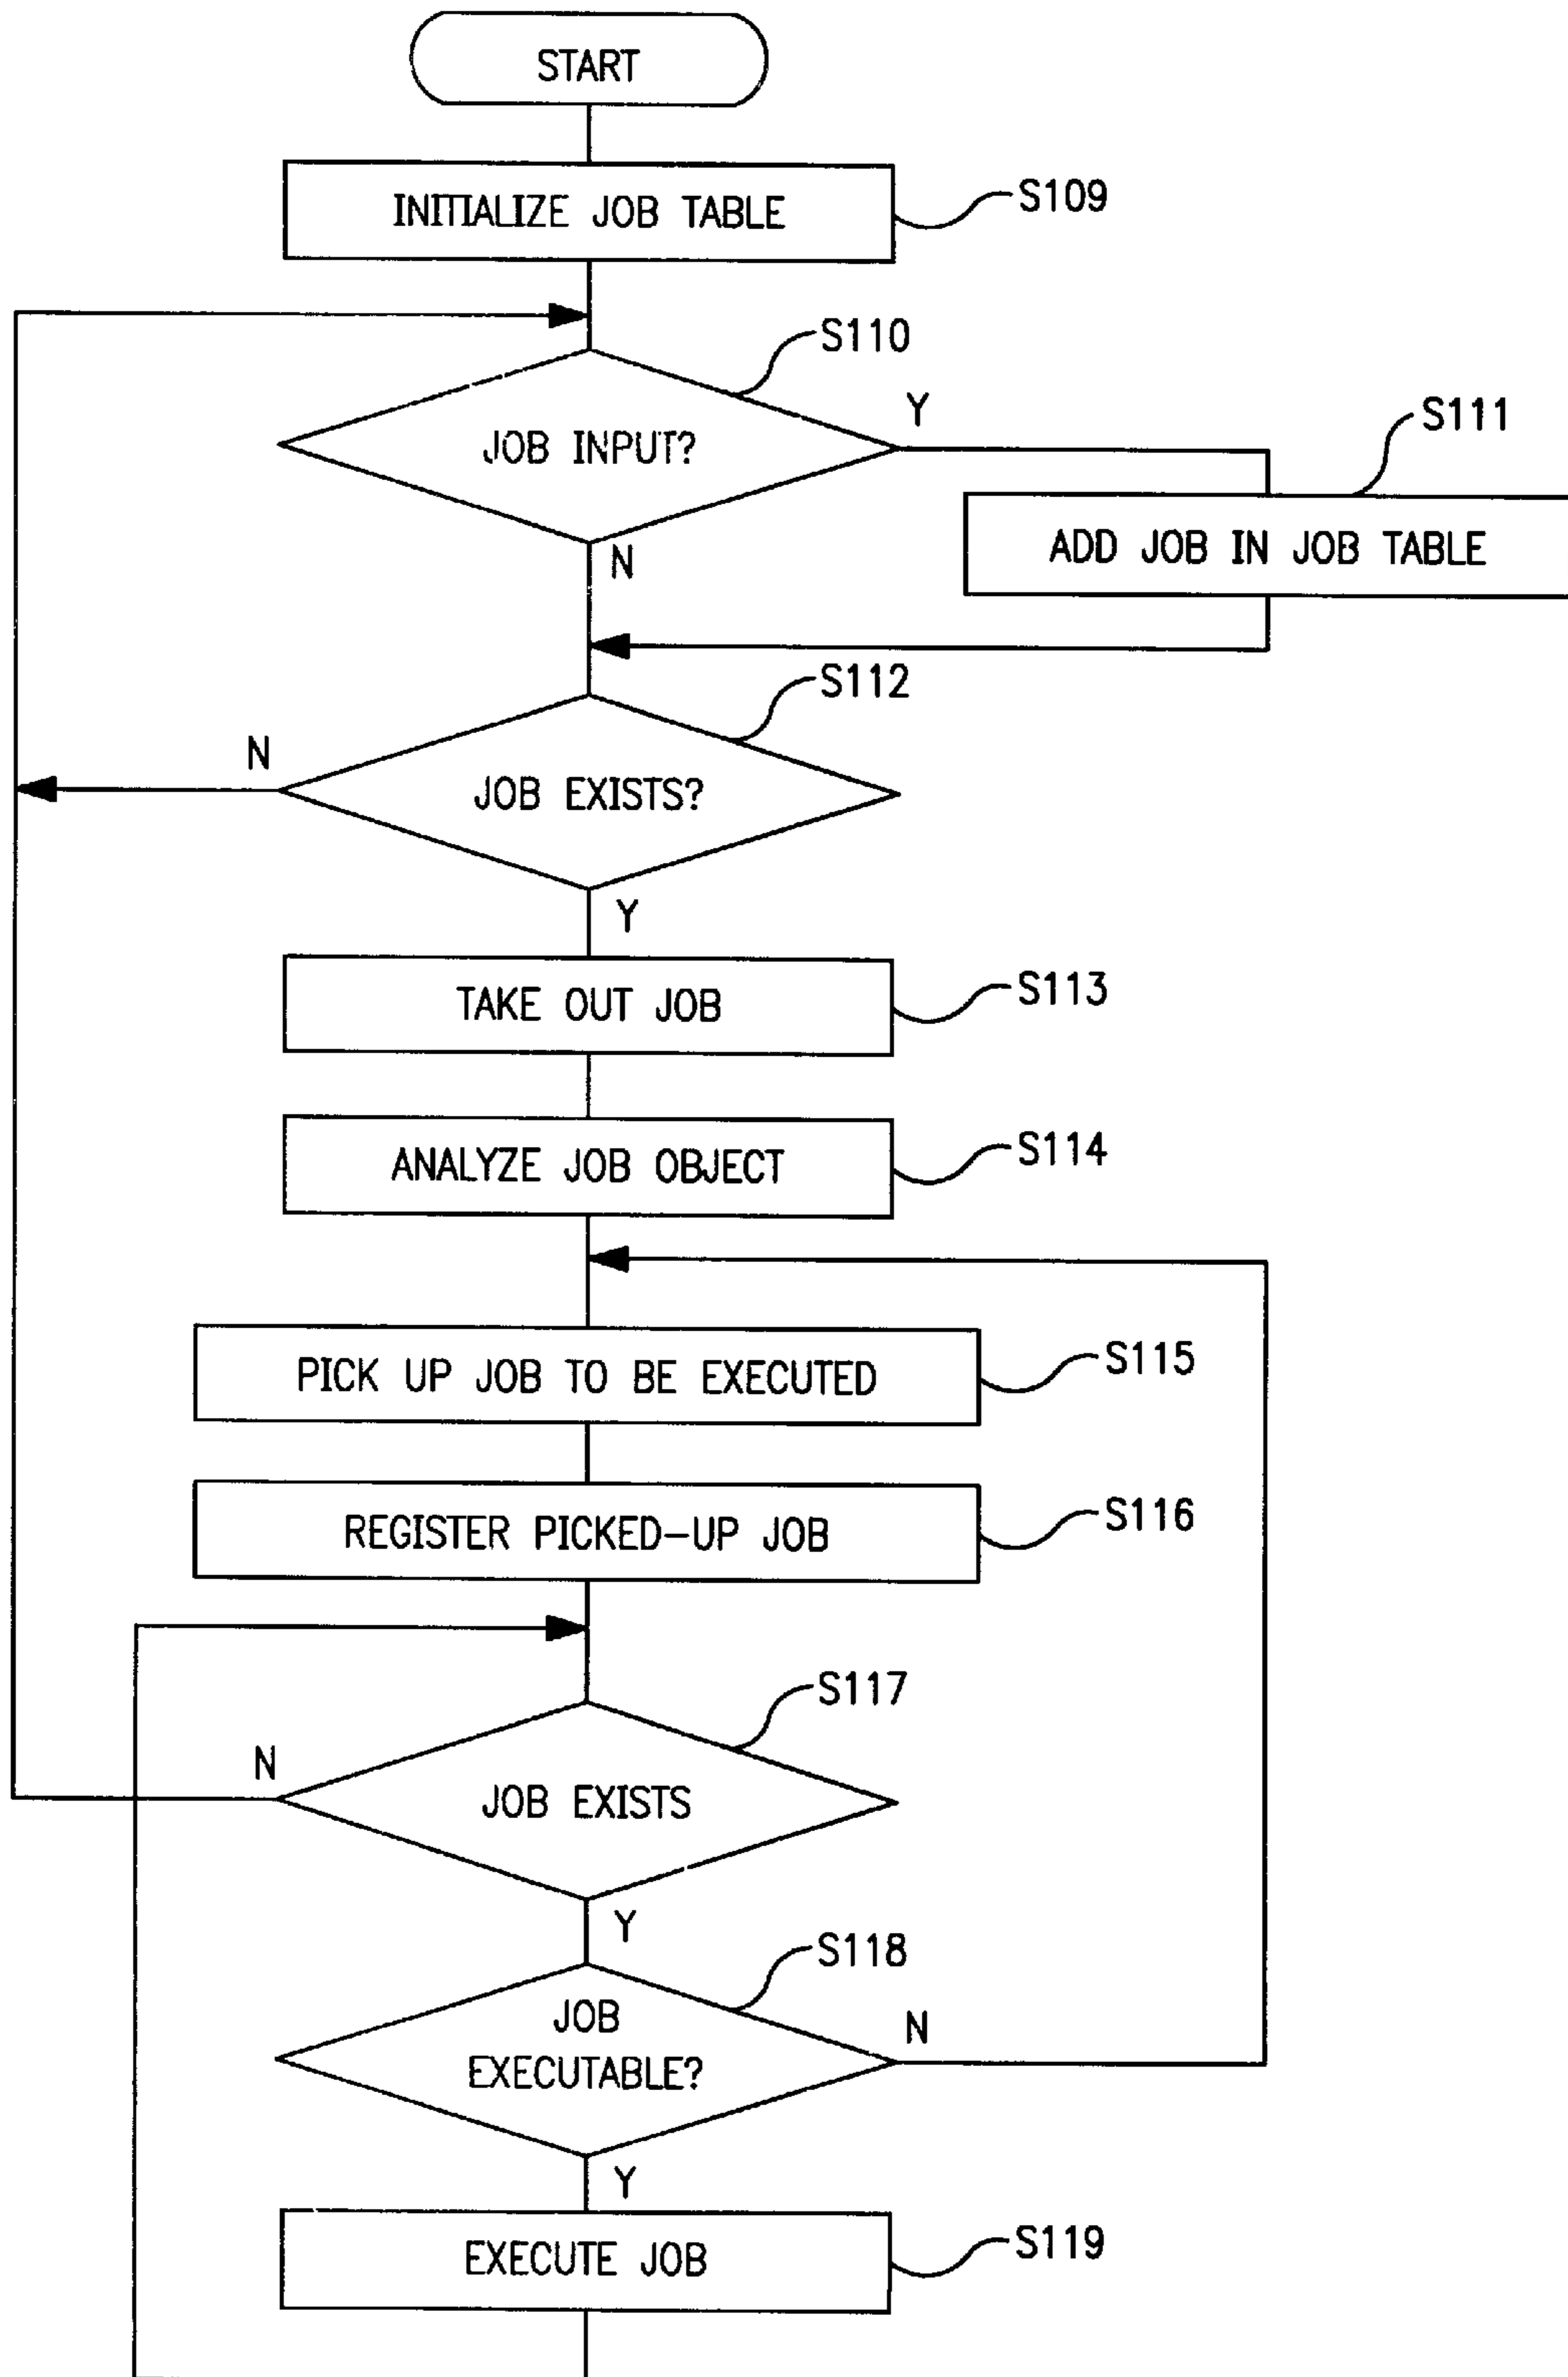 START
INITIALIZE JOB TABLE
S109
S110
JOB INPUT?
Y
N
S111
ADD JOB IN JOB TABLE
S112
JOB EXISTS?
N
Y
TAKE OUT JOB
S113
ANALYZE JOB OBJECT
S114
PICK UP JOB TO BE EXECUTED
S115
REGISTER PICKED-UP JOB
S116
S117
JOB EXISTS
N
Y
S118
JOB
EXECUTABLE?
N
Y
EXECUTE JOB
S119